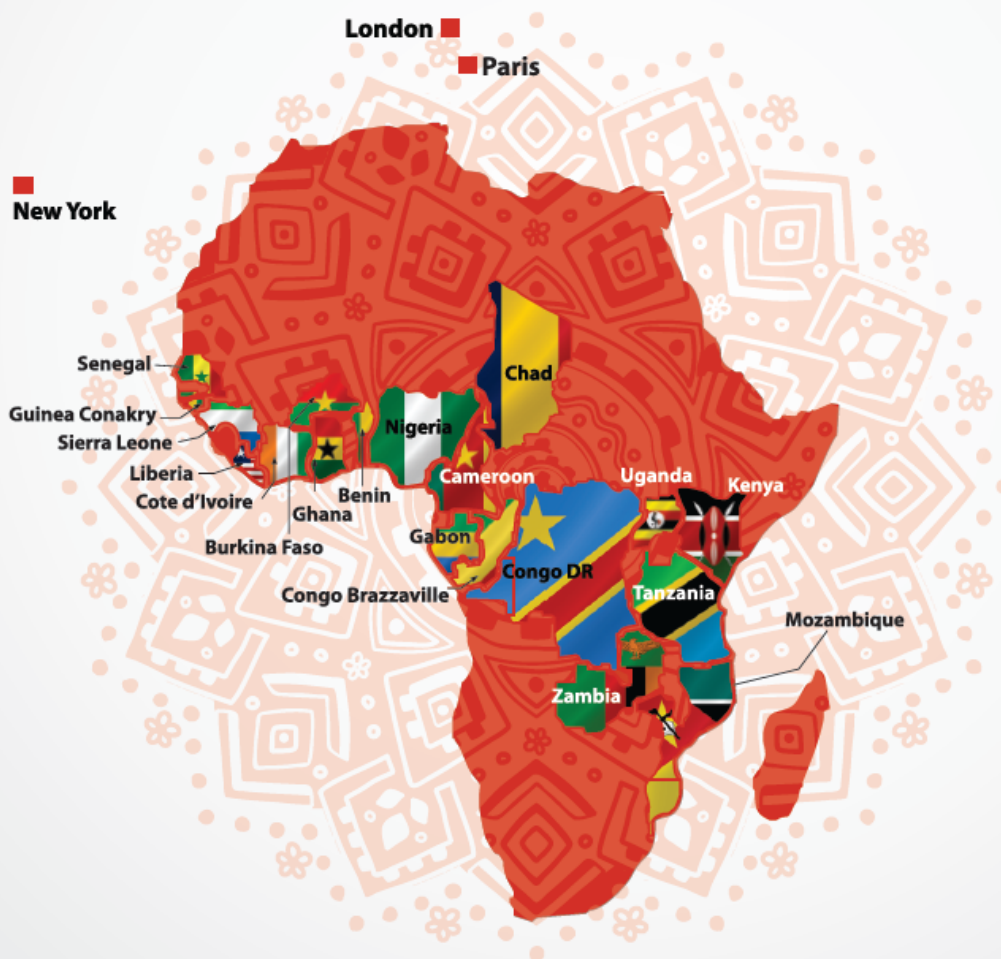 London
Paris
New York
Senegal
Guinea Conakry
Sierra Leone
Liberia
Cote d'Ivoire
Burkina Faso
Ghana
Benin
Nigeria
Chad
Cameroon
Gabon
Congo Brazzaville
Congo DR
Uganda
Kenya
Tanzania
Mozambique
Zambia